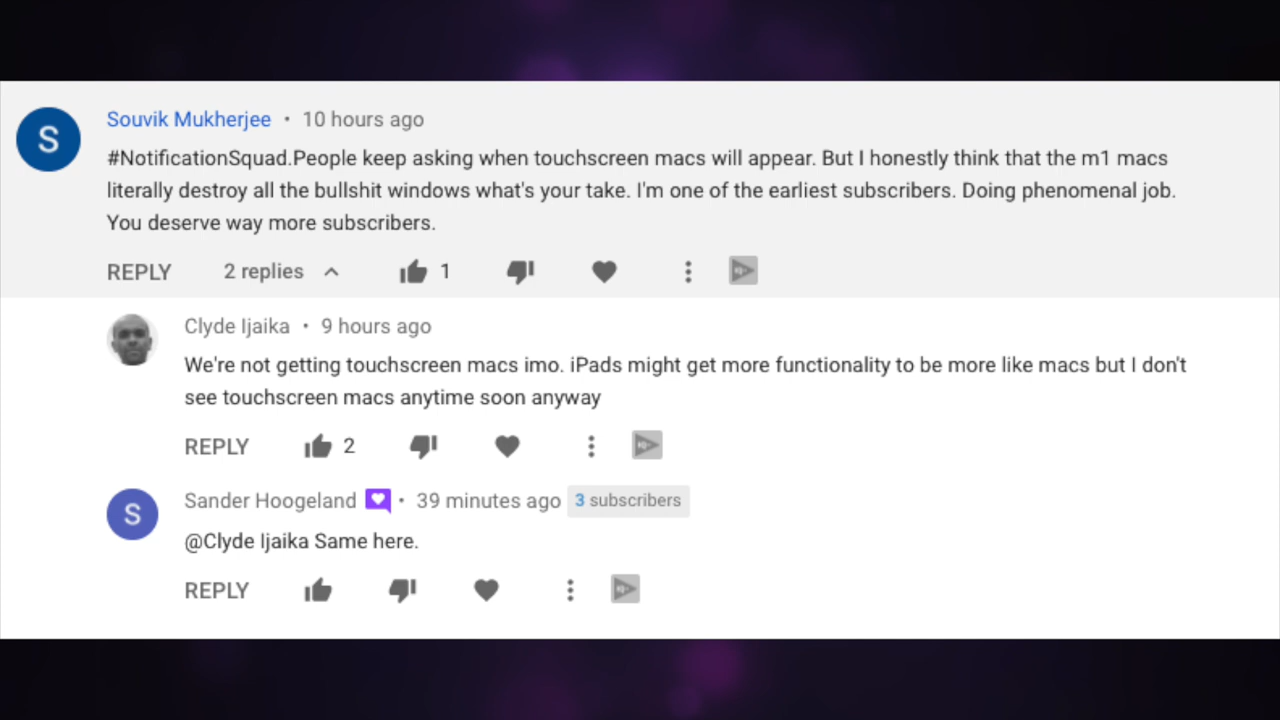 S
Souvik Mukherjee • 10 hours ago
#NotificationSquad.People keep asking when touchscreen macs will appear. But I honestly think that the m1 macs
literally destroy all the bullshit windows what's your take. I'm one of the earliest subscribers. Doing phenomenal job.
You deserve way more subscribers.
REPLY 2 replies 1
Clyde Ijaika • 9 hours ago
We're not getting touchscreen macs imo. iPads might get more functionality to be more like macs but I don't
see touchscreen macs anytime soon anyway
REPLY 2
S
Sander Hoogeland • 39 minutes ago 3 subscribers
@Clyde Ijaika Same here.
REPLY